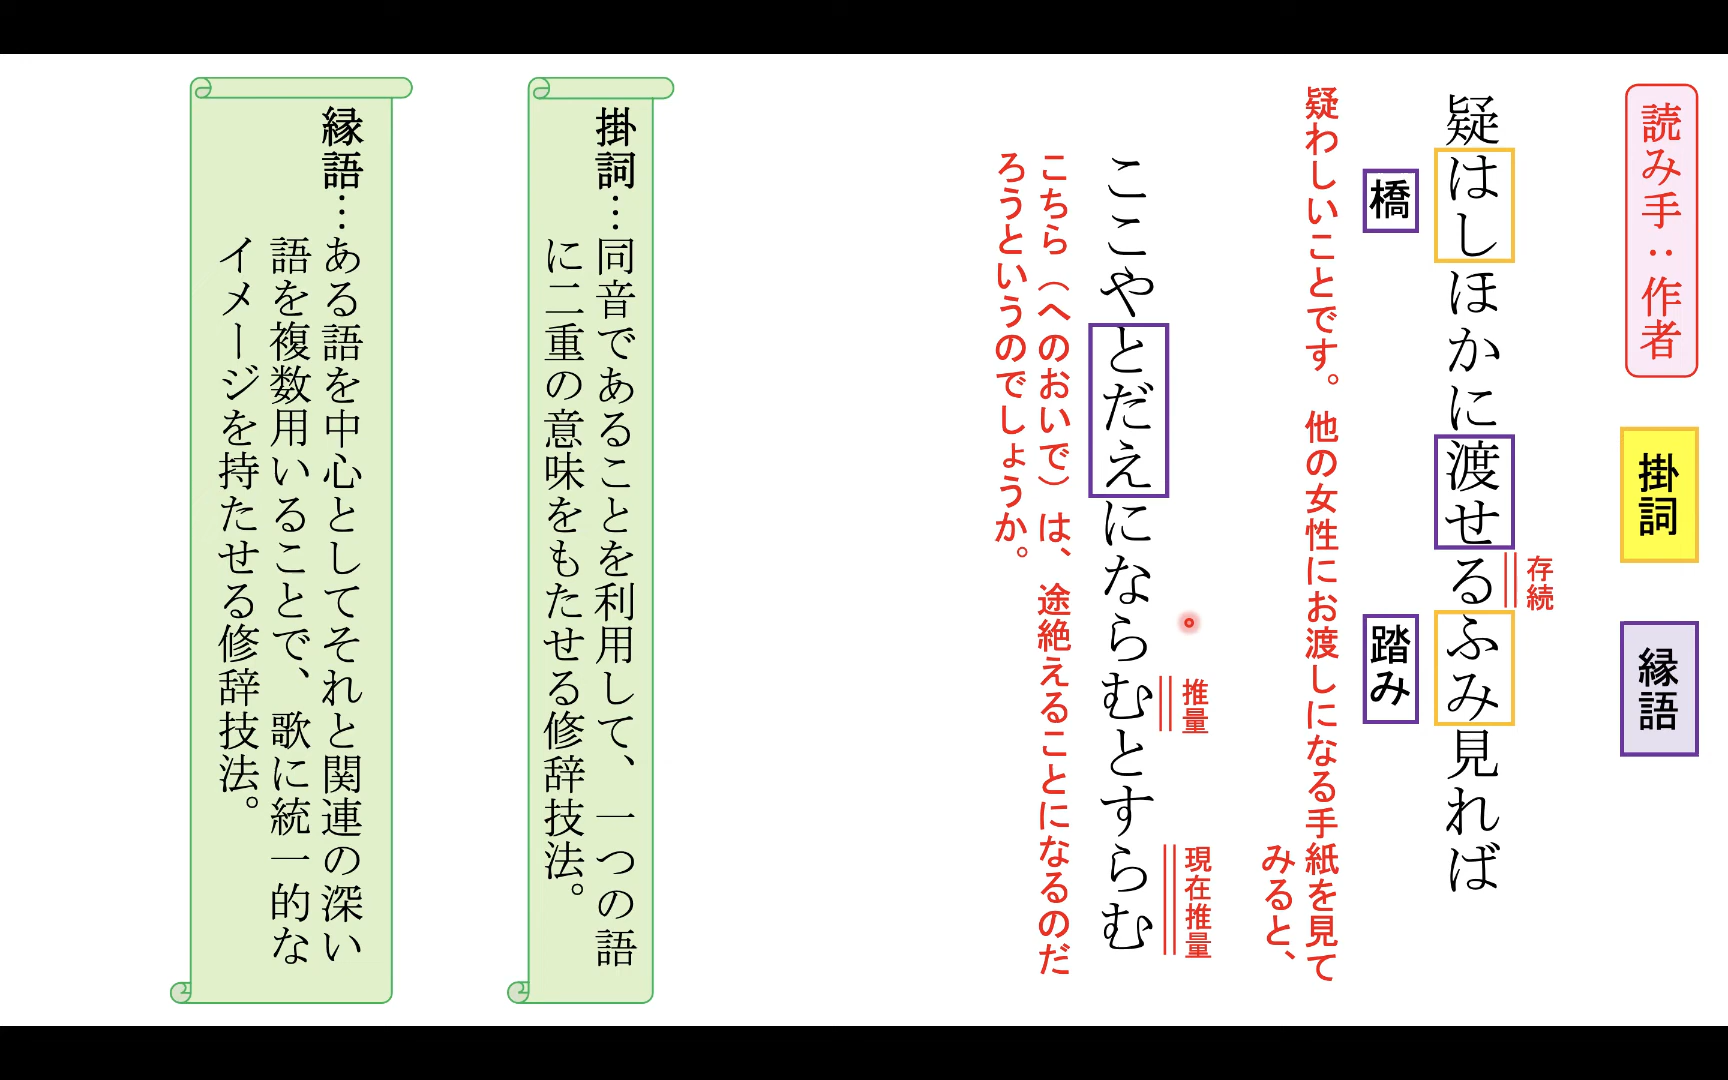 読み手：作者
掛詞
縁語
疑はしほかに渡せるふみ見れば
存続
橋
踏み
疑わしいことです。他の女性にお渡しになる手紙を見て
みると、
ここやとだえにならむとすらむ
推量
現在推量
こちら（へのおいで）は、途絶えることになるのだ
ろうというのでしょうか。
掛詞…同音であることを利用して、一つの語
に二重の意味をもたせる修辞技法。
縁語…ある語を中心としてそれと関連の深い
語を複数用いることで、歌に統一的な
イメージを持たせる修辞技法。